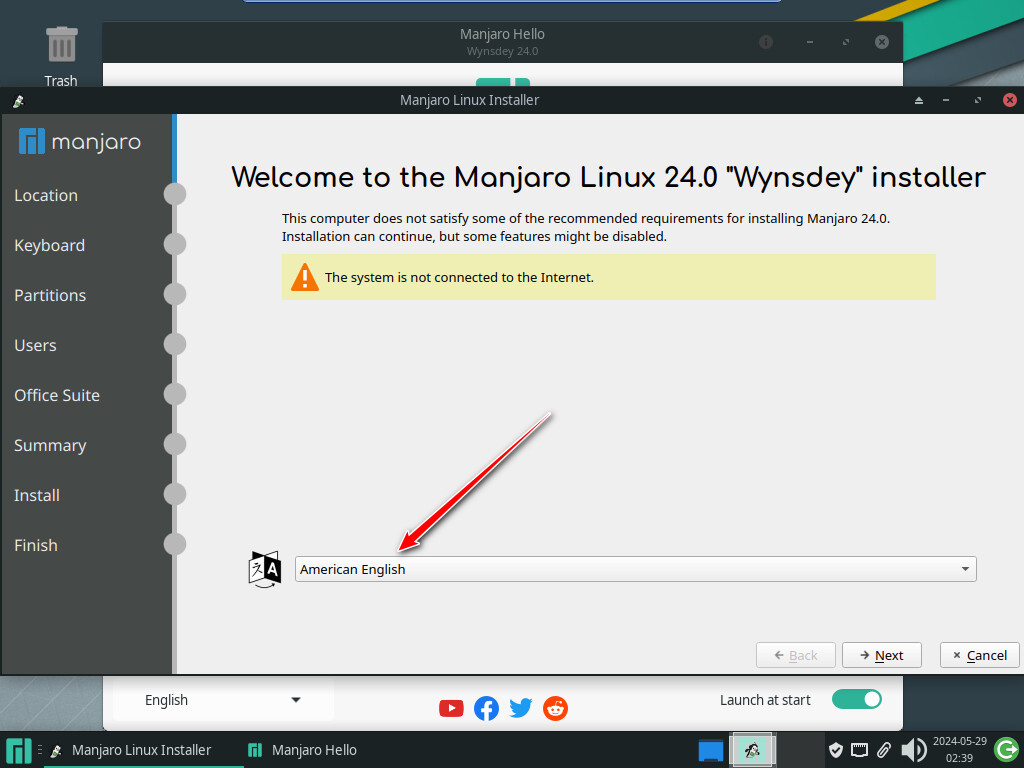 Trash
Manjaro Hello
Wynsdey 24.0
Manjaro Linux Installer
manjaro
Location
Keyboard
Partitions
Users
Office Suite
Summary
Install
Finish
Welcome to the Manjaro Linux 24.0 "Wynsdey" installer
This computer does not satisfy some of the recommended requirements for installing Manjaro 24.0.
Installation can continue, but some features might be disabled.
The system is not connected to the Internet.
American English
Back
Next
Cancel
English
Launch at start
Manjaro Linux Installer
Manjaro Hello
2024-05-29
02:39